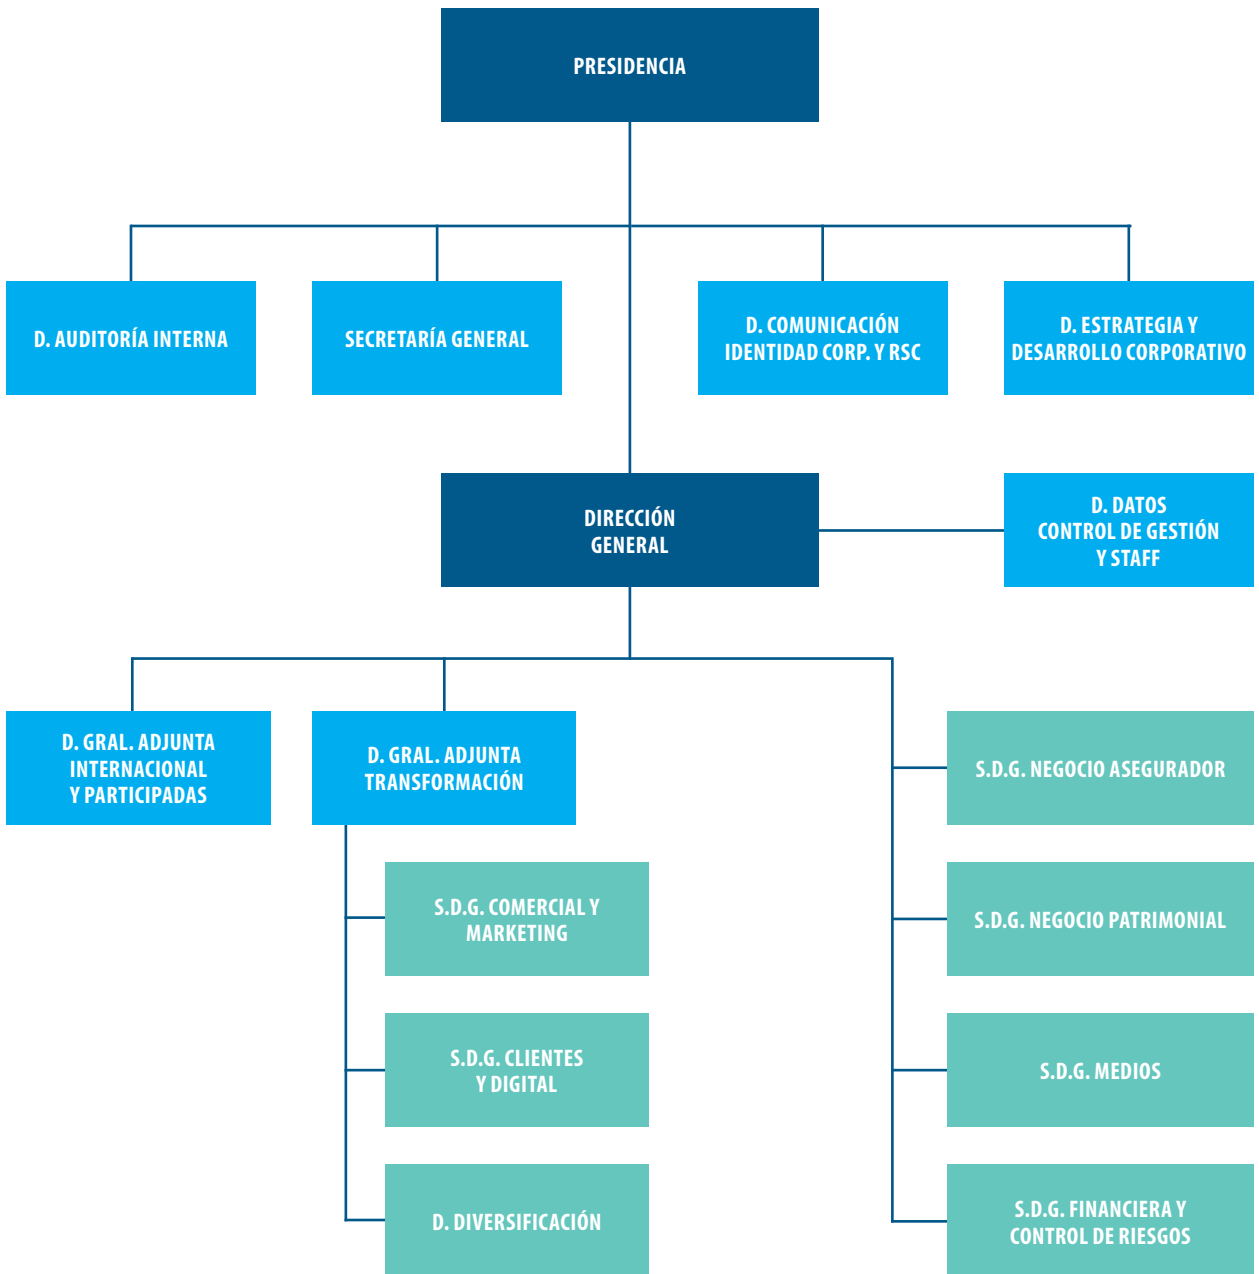 PRESIDENCIA
D. AUDITORÍA INTERNA
SECRETARÍA GENERAL
D. COMUNICACIÓN
IDENTIDAD CORP. Y RSC
D. ESTRATEGIA Y
DESARROLLO CORPORATIVO
DIRECCIÓN
GENERAL
D. DATOS
CONTROL DE GESTIÓN
Y STAFF
D. GRAL. ADJUNTA
INTERNACIONAL
Y PARTICIPADAS
D. GRAL. ADJUNTA
TRANSFORMACIÓN
S.D.G. COMERCIAL Y
MARKETING
S.D.G. CLIENTES
Y DIGITAL
D. DIVERSIFICACIÓN
S.D.G. NEGOCIO ASEGURADOR
S.D.G. NEGOCIO PATRIMONIAL
S.D.G. MEDIOS
S.D.G. FINANCIERA Y
CONTROL DE RIESGOS